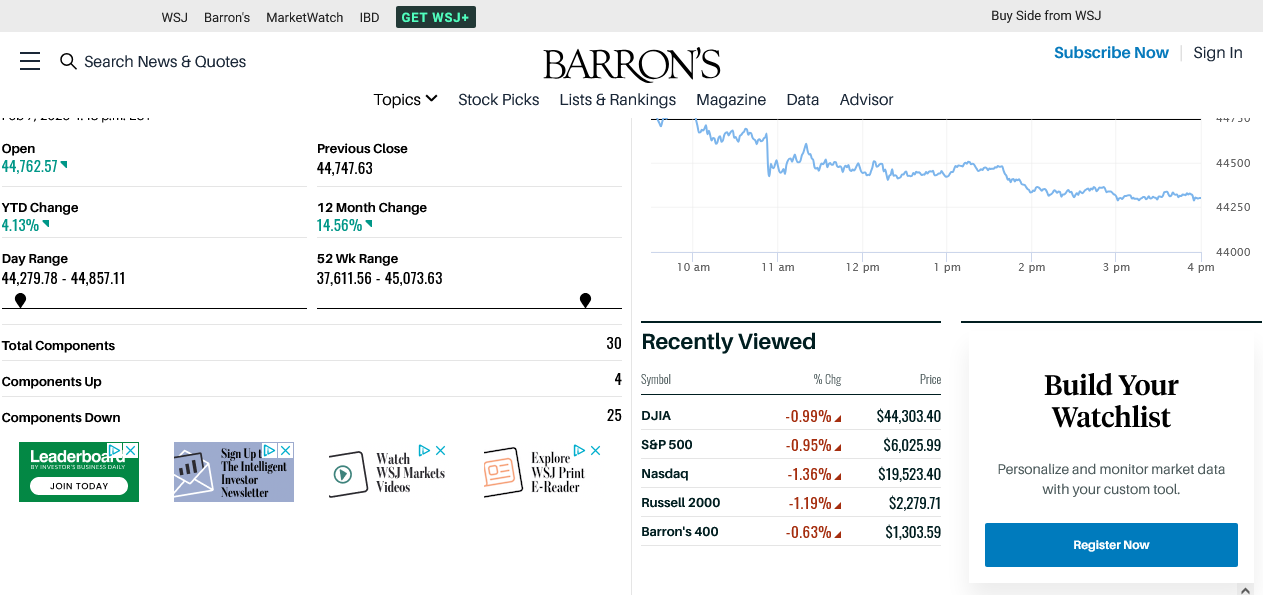 WSJ Barron's MarketWatch IBD GET WSJ+ Buy Side from WSJ
Search News & Quotes
BARRON'S
Subscribe Now Sign In
Topics Stock Picks Lists & Rankings Magazine Data Advisor
Open
44,762.57
Previous Close
44,747.63
YTD Change
4.13%
12 Month Change
14.56%
Day Range
44,279.78 - 44,857.11
52 Wk Range
37,611.56 - 45,073.63
Total Components 30
Components Up 4
Components Down 25
Leaderboard
BY INVESTOR'S BUSINESS DAILY
JOIN TODAY
Sign Up
The Intelligent
Investor
Newsletter
Watch
WSJ Markets
Videos
Explore
WSJ Print
E-Reader
44750
44500
44250
44000
10 am 11 am 12 pm 1 pm 2 pm 3 pm 4 pm
Recently Viewed
Symbol % Chg Price
DJIA -0.99% $44,303.40
S&P 500 -0.95% $6,025.99
Nasdaq -1.36% $19,523.40
Russell 2000 -1.19% $2,279.71
Barron's 400 -0.63% $1,303.59
Build Your
Watchlist
Personalize and monitor market data
with your custom tool.
Register Now